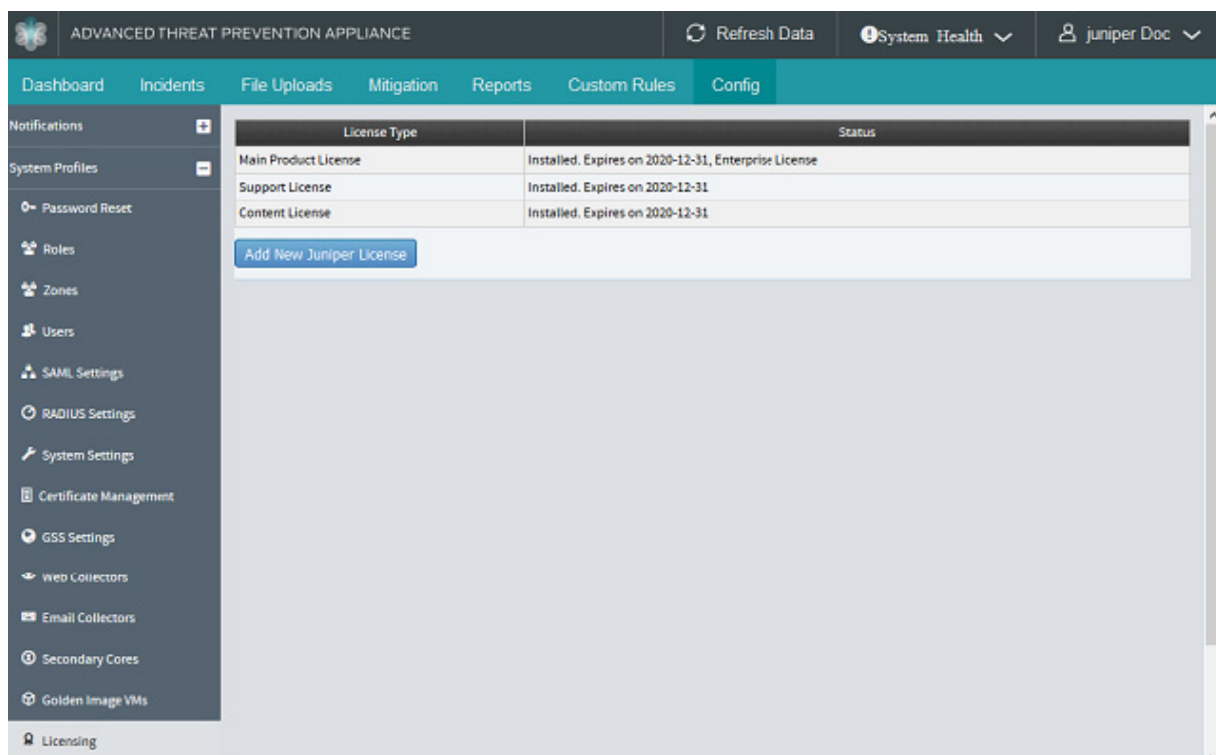 ADVANCED THREAT PREVENTION APPLIANCE
Refresh Data
System Health
juniper Doc
Dashboard Incidents File Uploads Mitigation Reports Custom Rules Config
Notifications
System Profiles
Password Reset
Roles
Zones
Users
SAML Settings
RADIUS Settings
System Settings
Certificate Management
GSS Settings
Web Collectors
Email Collectors
Secondary Cores
Golden Image VMs
Licensing
License Type Status
Main Product License Installed. Expires on 2020-12-31, Enterprise License
Support License Installed. Expires on 2020-12-31
Content License Installed. Expires on 2020-12-31
Add New Juniper License